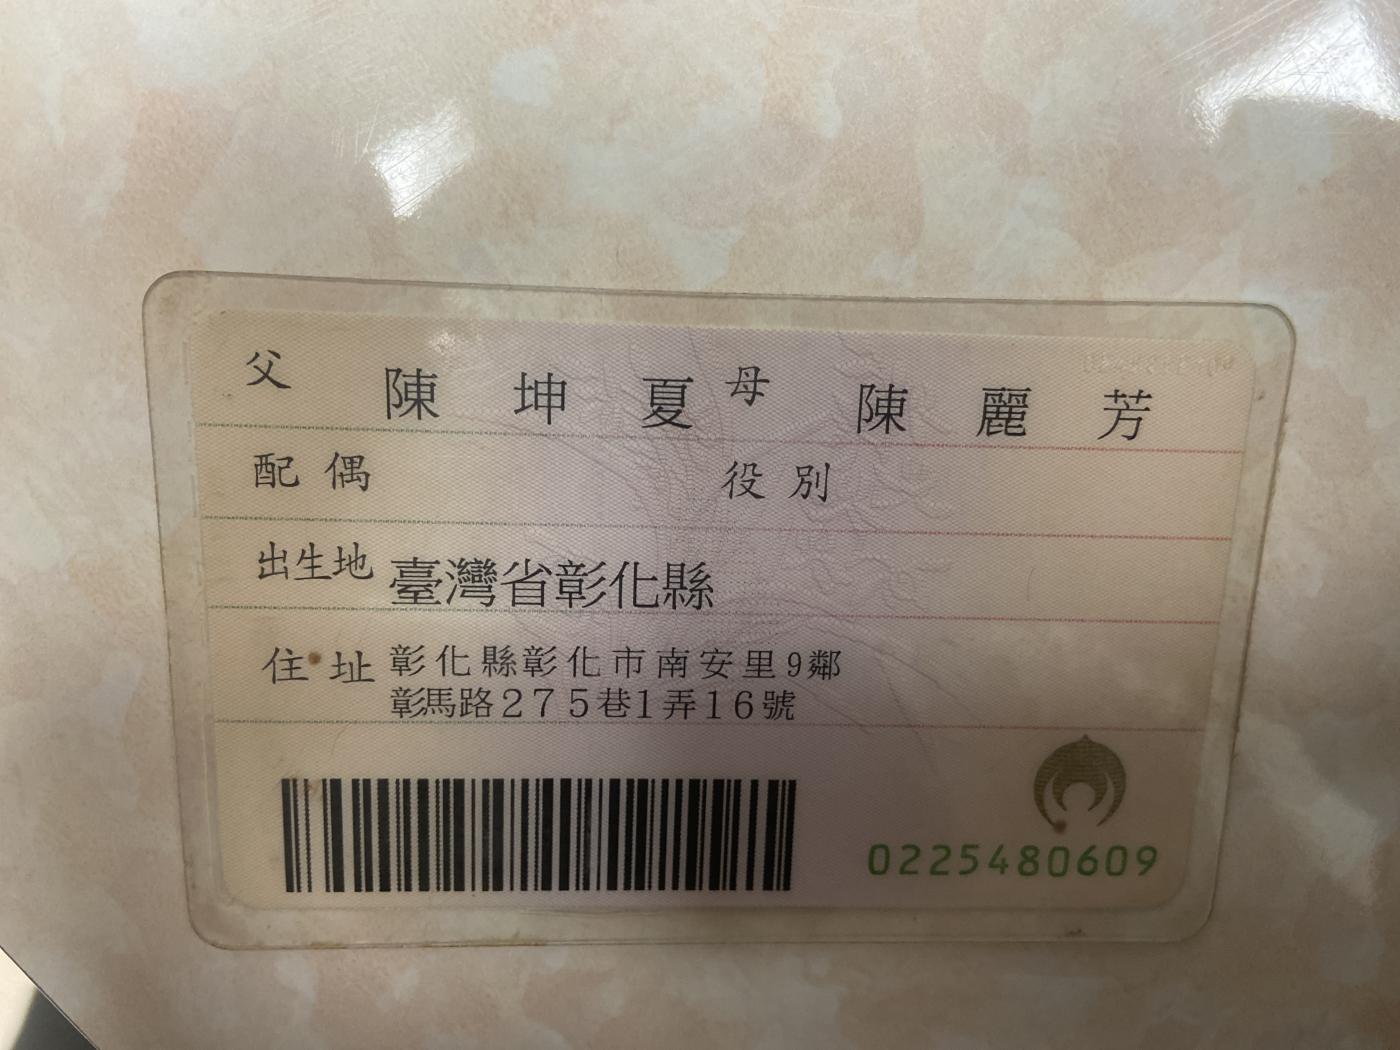 父 陳坤夏 母 陳麗芳
配偶 役別
出生地 臺灣省彰化縣
住址 彰化縣彰化市南安里9鄰
彰馬路275巷1弄16號
0225480609